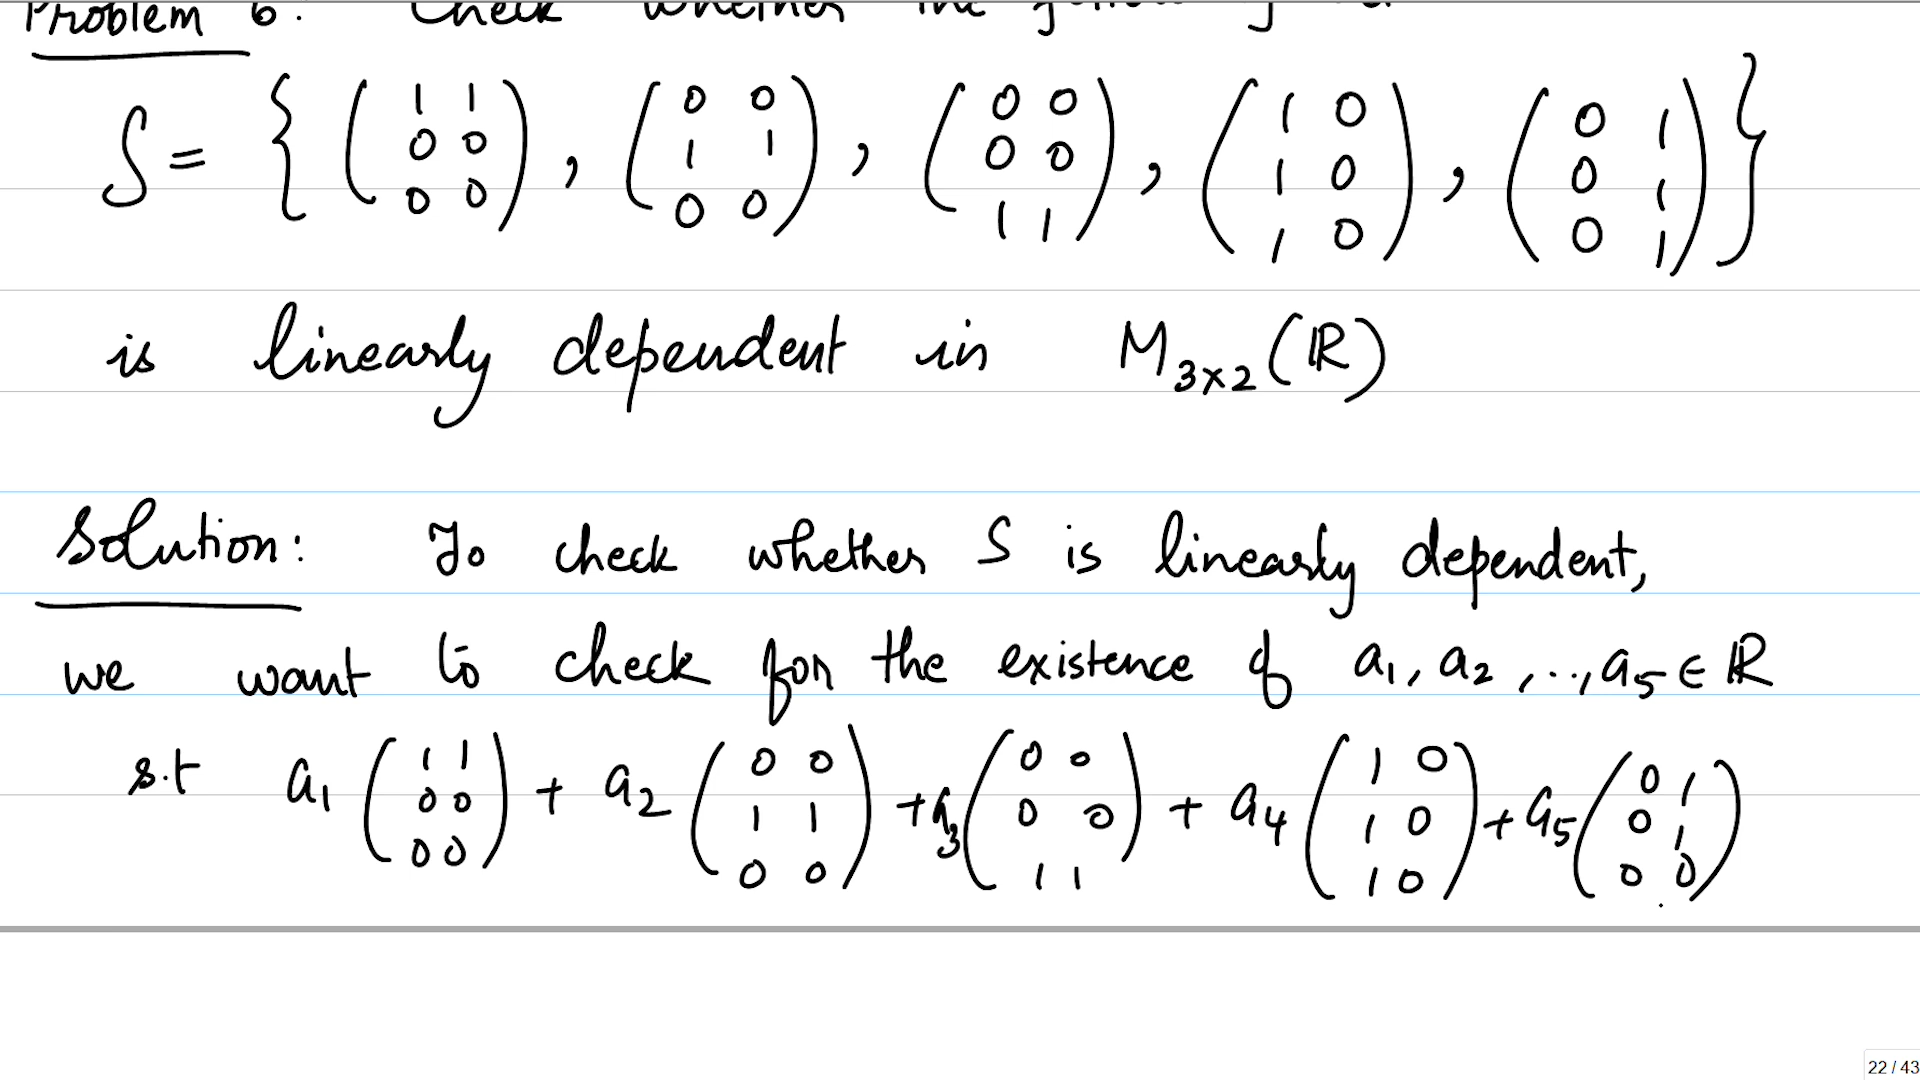 Problem 6: Check whether the following
S = { ( 1 1 ; 0 0 ; 0 0 ), ( 0 0 ; 1 1 ; 0 0 ), ( 0 0 ; 0 0 ; 1 1 ), ( 1 0 ; 1 0 ; 1 0 ), ( 0 1 ; 0 1 ; 0 1 ) }
is linearly dependent in M₃ₓ₂(ℝ)
Solution: To check whether S is linearly dependent,
we want to check for the existence of a₁, a₂, .., a₅ ∈ ℝ
s.t a₁ ( 1 1 ; 0 0 ; 0 0 ) + a₂ ( 0 0 ; 1 1 ; 0 0 ) + a₃ ( 0 0 ; 0 0 ; 1 1 ) + a₄ ( 1 0 ; 1 0 ; 1 0 ) + a₅ ( 0 1 ; 0 1 ; 0 0 )
22 / 43